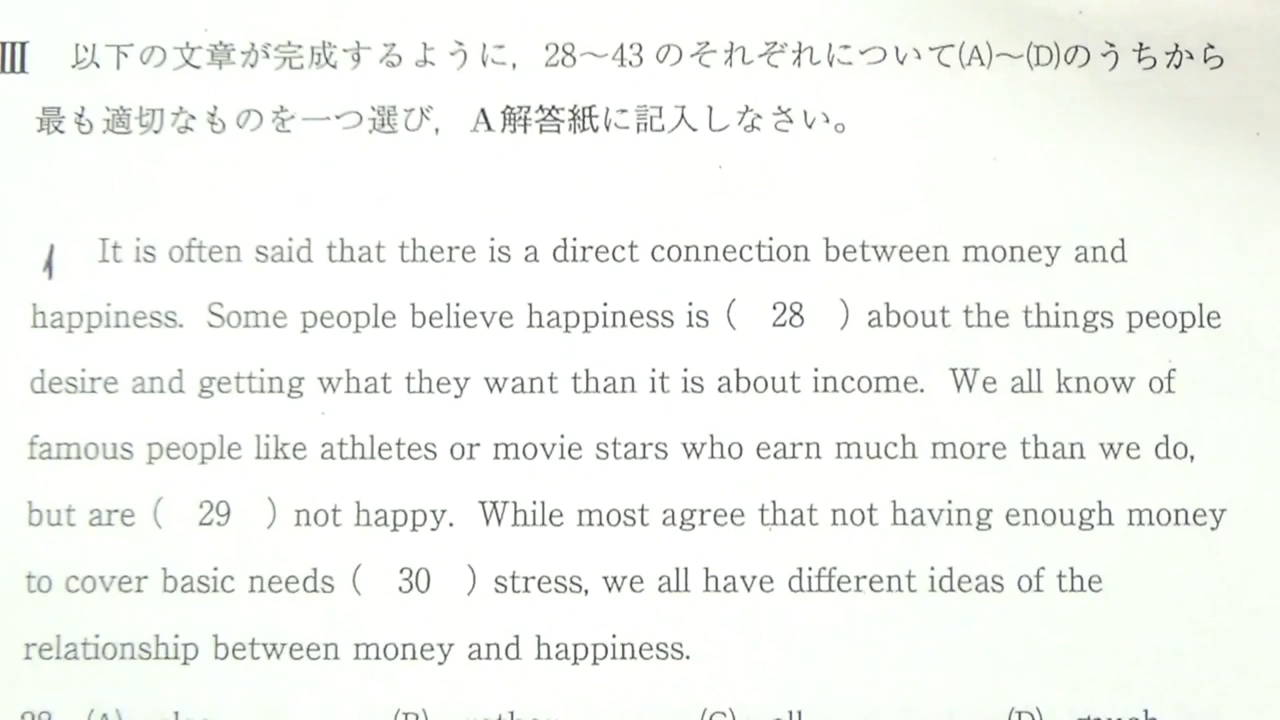 III 以下の文章が完成するように，28～43 のそれぞれについて(A)～(D)のうちから
最も適切なものを一つ選び，A解答紙に記入しなさい。
It is often said that there is a direct connection between money and
happiness. Some people believe happiness is ( 28 ) about the things people
desire and getting what they want than it is about income. We all know of
famous people like athletes or movie stars who earn much more than we do,
but are ( 29 ) not happy. While most agree that not having enough money
to cover basic needs ( 30 ) stress, we all have different ideas of the
relationship between money and happiness.
28 (A) (B) (C) all (D)